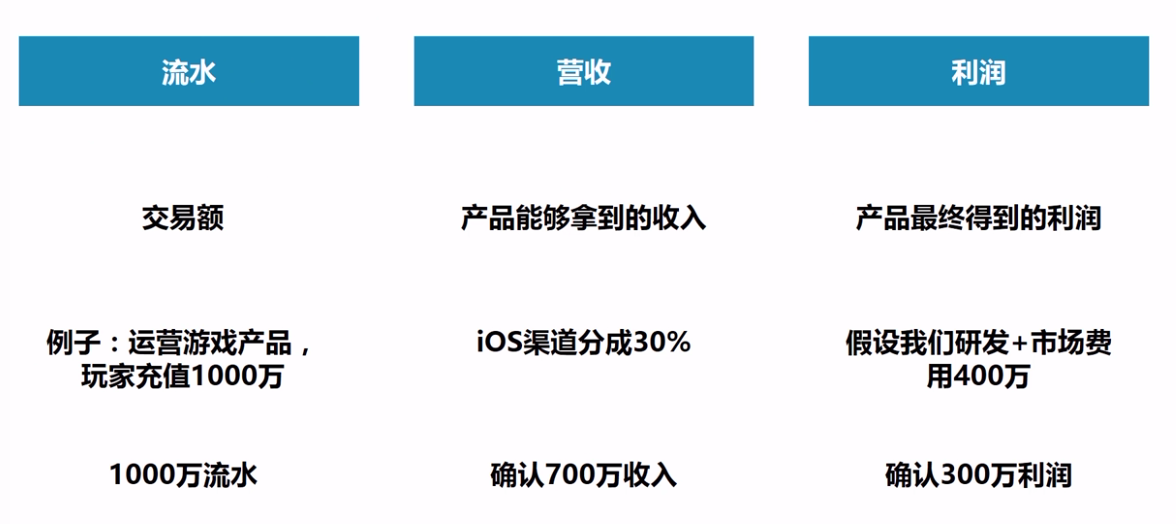 流水
营收
利润
交易额
产品能够拿到的收入
产品最终得到的利润
例子：运营游戏产品，
玩家充值1000万
iOS渠道分成30%
假设我们研发+市场费
用400万
1000万流水
确认700万收入
确认300万利润